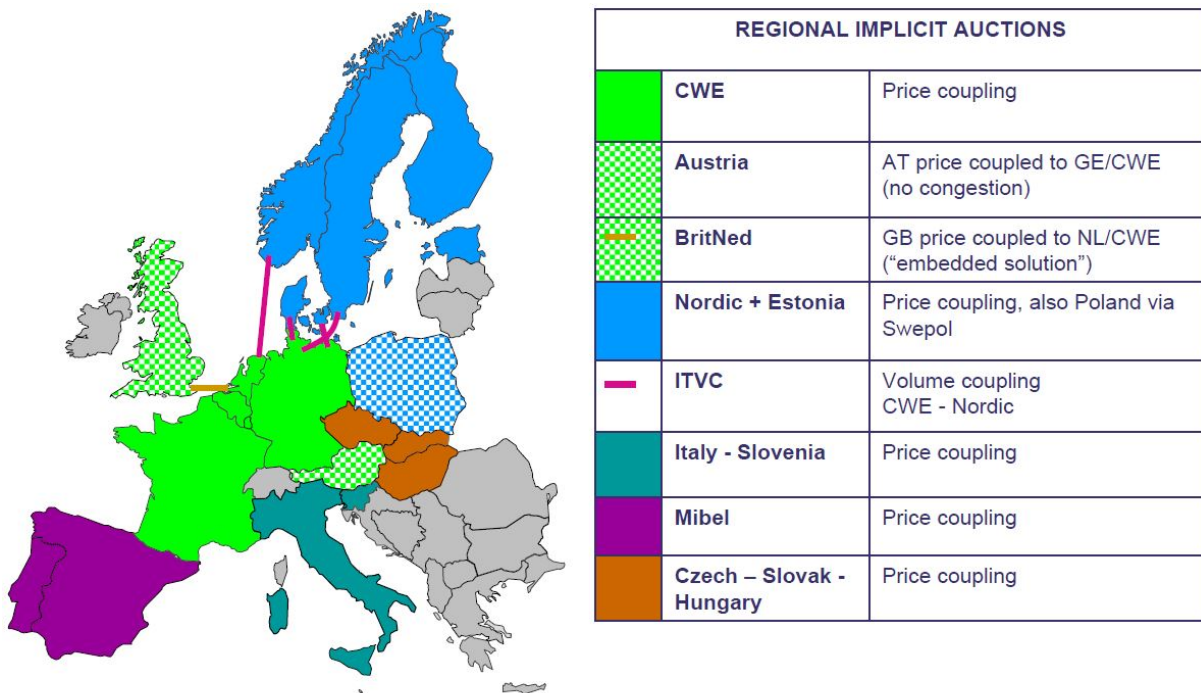 REGIONAL IMPLICIT AUCTIONS
CWE
Price coupling
Austria
AT price coupled to GE/CWE
(no congestion)
BritNed
GB price coupled to NL/CWE
(“embedded solution”)
Nordic + Estonia
Price coupling, also Poland via
Swepol
ITVC
Volume coupling
CWE - Nordic
Italy - Slovenia
Price coupling
Mibel
Price coupling
Czech – Slovak -
Hungary
Price coupling